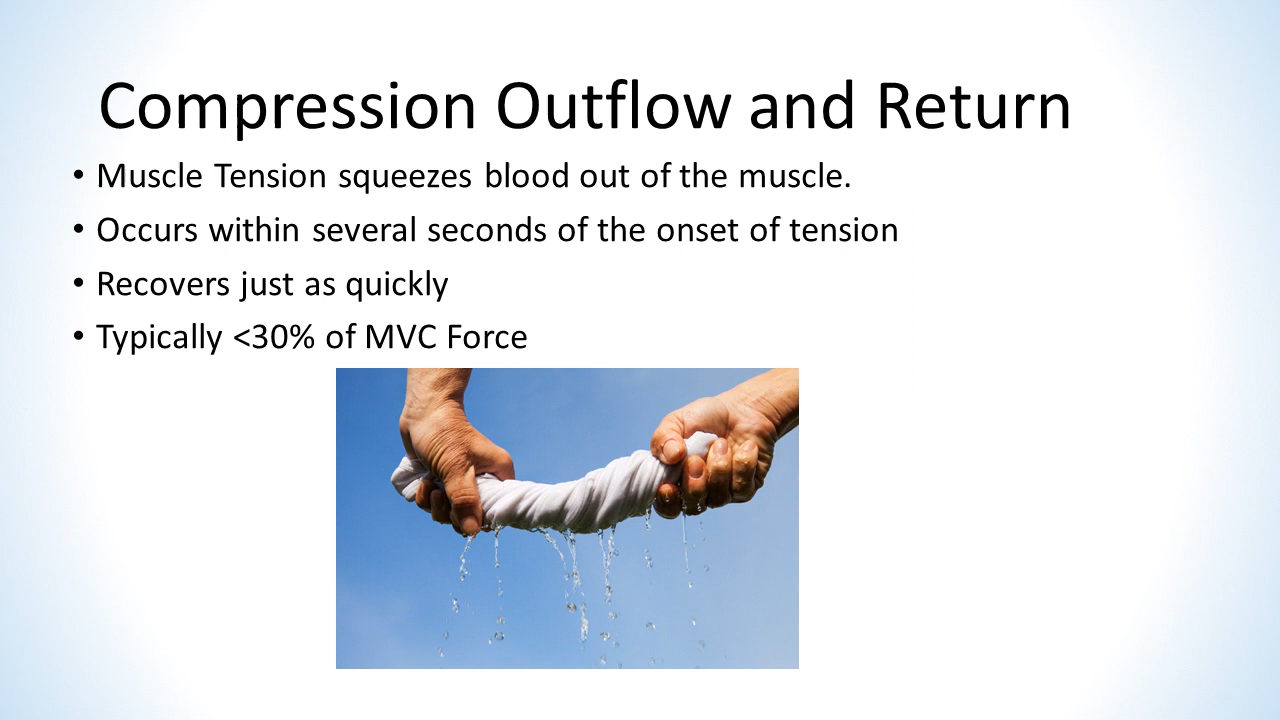 Compression Outflow and Return
• Muscle Tension squeezes blood out of the muscle.
• Occurs within several seconds of the onset of tension
• Recovers just as quickly
• Typically <30% of MVC Force